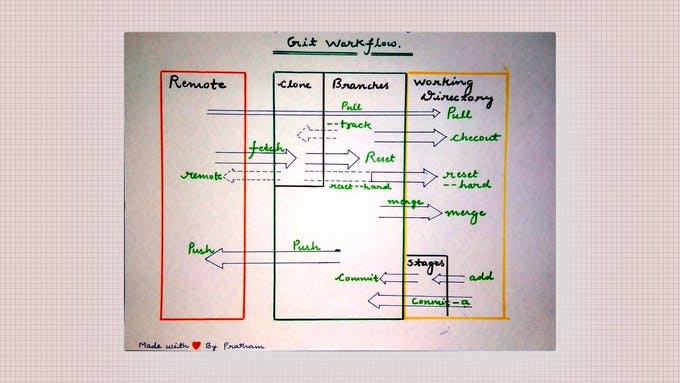 Git Workflow.
Remote
Clone
Branches
Working
Directory
Pull
Pull
--track
checout
fetch
Reset
remote
reset--hard
reset
--hard
merge
merge
Push
Push
Stages
Commit
add
Commit-a
Made with ❤ By Pratham